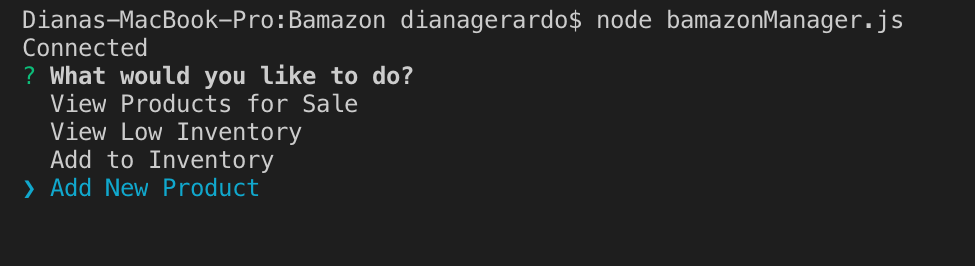 Dianas-MacBook-Pro:Bamazon dianagerardo$ node bamazonManager.js
Connected
? What would you like to do?
View Products for Sale
View Low Inventory
Add to Inventory
❯ Add New Product